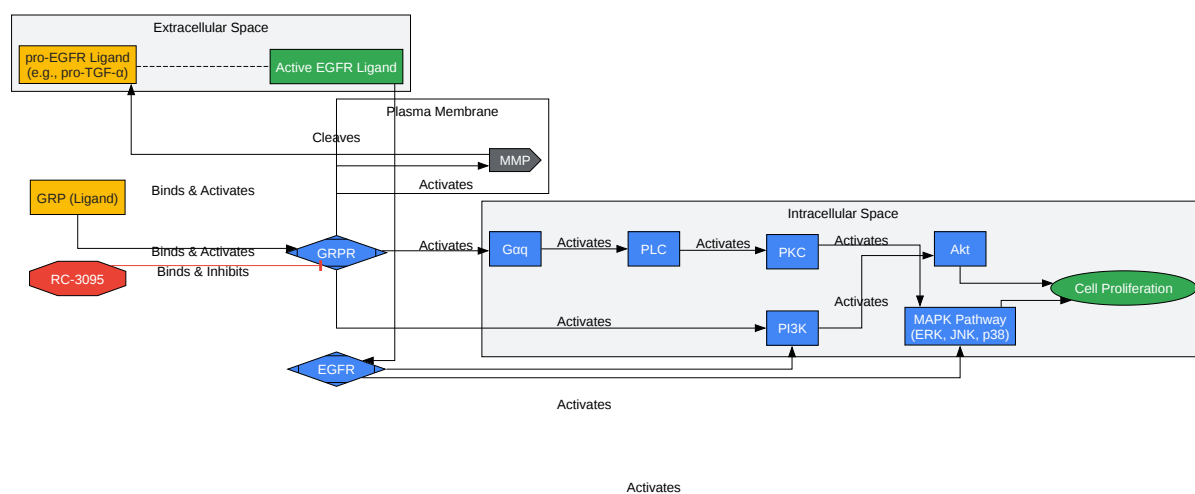 Extracellular Space
pro-EGFR Ligand
(e.g., pro-TGF-α)
Active EGFR Ligand
Plasma Membrane
Cleaves
MMP
Activates
Binds & Activates
GRP (Ligand)
Intracellular Space
Binds & Activates
GRPR
Activates
Gαq
Activates
PLC
Activates
PKC
Activates
Akt
Binds & Inhibits
RC-3095
Cell Proliferation
Activates
Activates
PI3K
MAPK Pathway
(ERK, JNK, p38)
EGFR
Activates
Activates